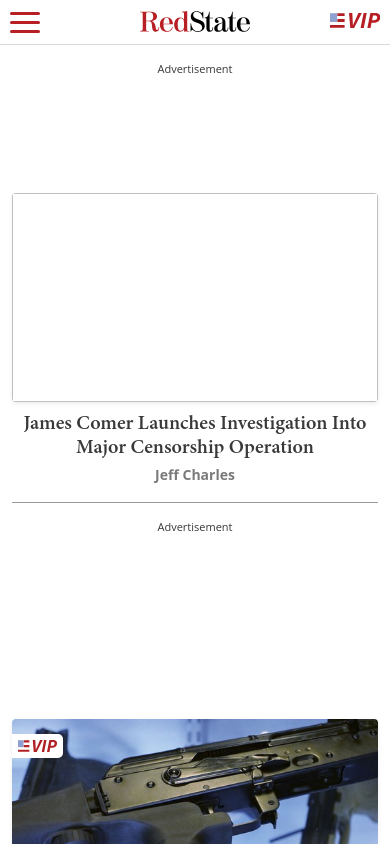 RedState
VIP
Advertisement
James Comer Launches Investigation Into
Major Censorship Operation
Jeff Charles
Advertisement
VIP